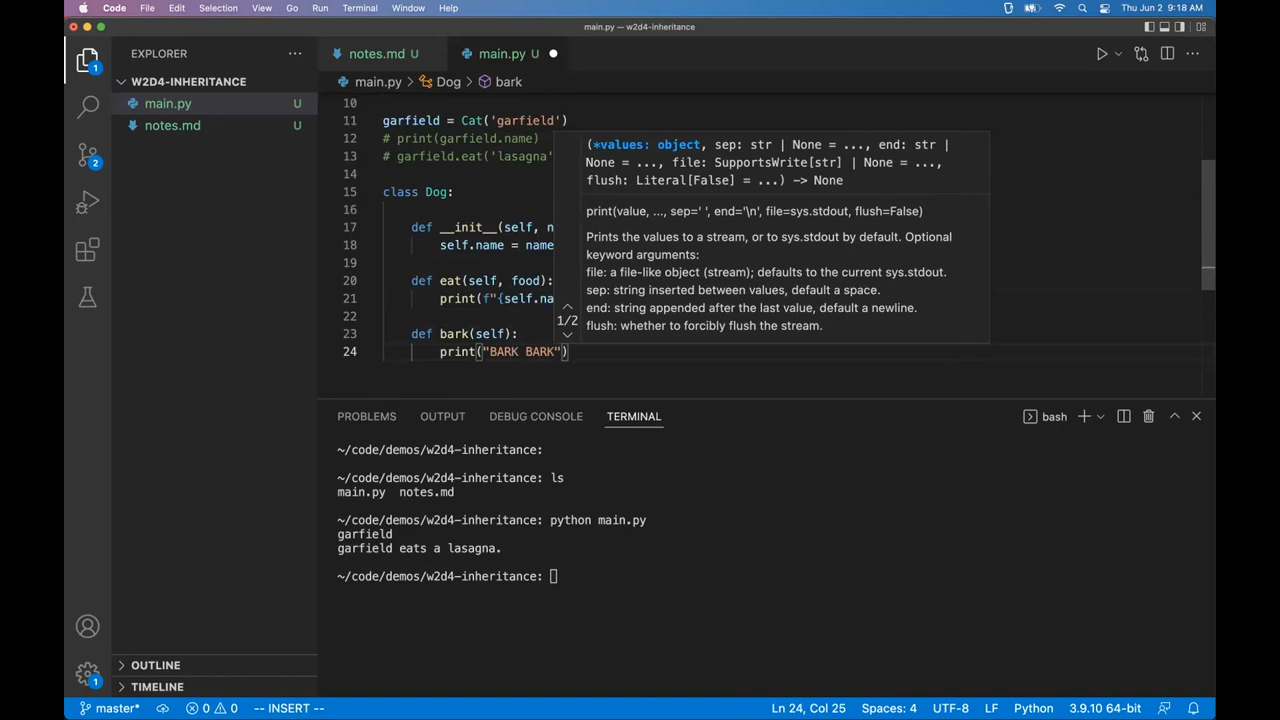 Code File Edit Selection View Go Run Terminal Window Help
Thu Jun 2 9:18 AM
main.py — w2d4-inheritance
EXPLORER
notes.md U
main.py U
1
W2D4-INHERITANCE
main.py > Dog > bark
main.py U
notes.md U
2
10
11 garfield = Cat('garfield')
12 # print(garfield.name)
13 # garfield.eat('lasagna'
14
15 class Dog:
16
17 def __init__(self, n
18 self.name = name
19
20 def eat(self, food):
21 print(f"{self.na
22
23 def bark(self):
24 print("BARK BARK")
(*values: object, sep: str | None = ..., end: str |
None = ..., file: SupportsWrite[str] | None = ...,
flush: Literal[False] = ...) -> None
print(value, ..., sep=' ', end='\n', file=sys.stdout, flush=False)
Prints the values to a stream, or to sys.stdout by default. Optional
keyword arguments:
file: a file-like object (stream); defaults to the current sys.stdout.
sep: string inserted between values, default a space.
end: string appended after the last value, default a newline.
flush: whether to forcibly flush the stream.
1/2
PROBLEMS OUTPUT DEBUG CONSOLE TERMINAL
bash
~/code/demos/w2d4-inheritance:
~/code/demos/w2d4-inheritance: ls
main.py notes.md
~/code/demos/w2d4-inheritance: python main.py
garfield
garfield eats a lasagna.
~/code/demos/w2d4-inheritance:
OUTLINE
1
TIMELINE
master* 0 0 -- INSERT --
Ln 24, Col 25 Spaces: 4 UTF-8 LF Python 3.9.10 64-bit